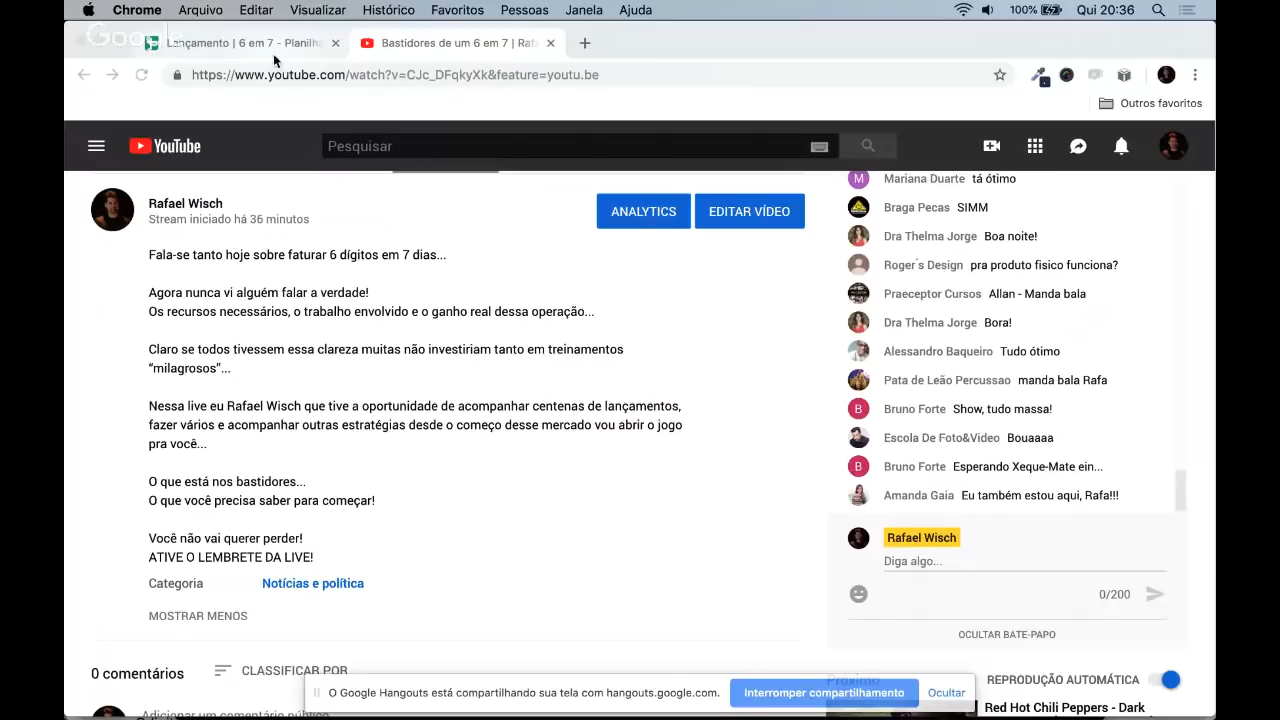 Chrome Arquivo Editar Visualizar Histórico Favoritos Pessoas Janela Ajuda
100% Qui 20:36
Google
Lançamento | 6 em 7 - Planilh
Bastidores de um 6 em 7 | Rafa
https://www.youtube.com/watch?v=CJc_DFqkyXk&feature=youtu.be
Outros favoritos
YouTube
Pesquisar
Rafael Wisch
Stream iniciado há 36 minutos
ANALYTICS
EDITAR VÍDEO
Fala-se tanto hoje sobre faturar 6 dígitos em 7 dias...
Agora nunca vi alguém falar a verdade!
Os recursos necessários, o trabalho envolvido e o ganho real dessa operação...
Claro se todos tivessem essa clareza muitas não investiriam tanto em treinamentos
“milagrosos”...
Nessa live eu Rafael Wisch que tive a oportunidade de acompanhar centenas de lançamentos,
fazer vários e acompanhar outras estratégias desde o começo desse mercado vou abrir o jogo
pra você...
O que está nos bastidores...
O que você precisa saber para começar!
Você não vai querer perder!
ATIVE O LEMBRETE DA LIVE!
Categoria Notícias e política
MOSTRAR MENOS
0 comentários
CLASSIFICAR POR
Adicionar um comentário público
M Mariana Duarte tá ótimo
Braga Pecas SIMM
Dra Thelma Jorge Boa noite!
Roger´s Design pra produto fisico funciona?
Praeceptor Cursos Allan - Manda bala
Dra Thelma Jorge Bora!
Alessandro Baqueiro Tudo ótimo
Pata de Leão Percussao manda bala Rafa
B Bruno Forte Show, tudo massa!
Escola De Foto&Video Bouaaaa
B Bruno Forte Esperando Xeque-Mate ein...
Amanda Gaia Eu também estou aqui, Rafa!!!
Rafael Wisch
Diga algo...
0/200
OCULTAR BATE-PAPO
Próximo
REPRODUÇÃO AUTOMÁTICA
Red Hot Chili Peppers - Dark
O Google Hangouts está compartilhando sua tela com hangouts.google.com.
Interromper compartilhamento
Ocultar